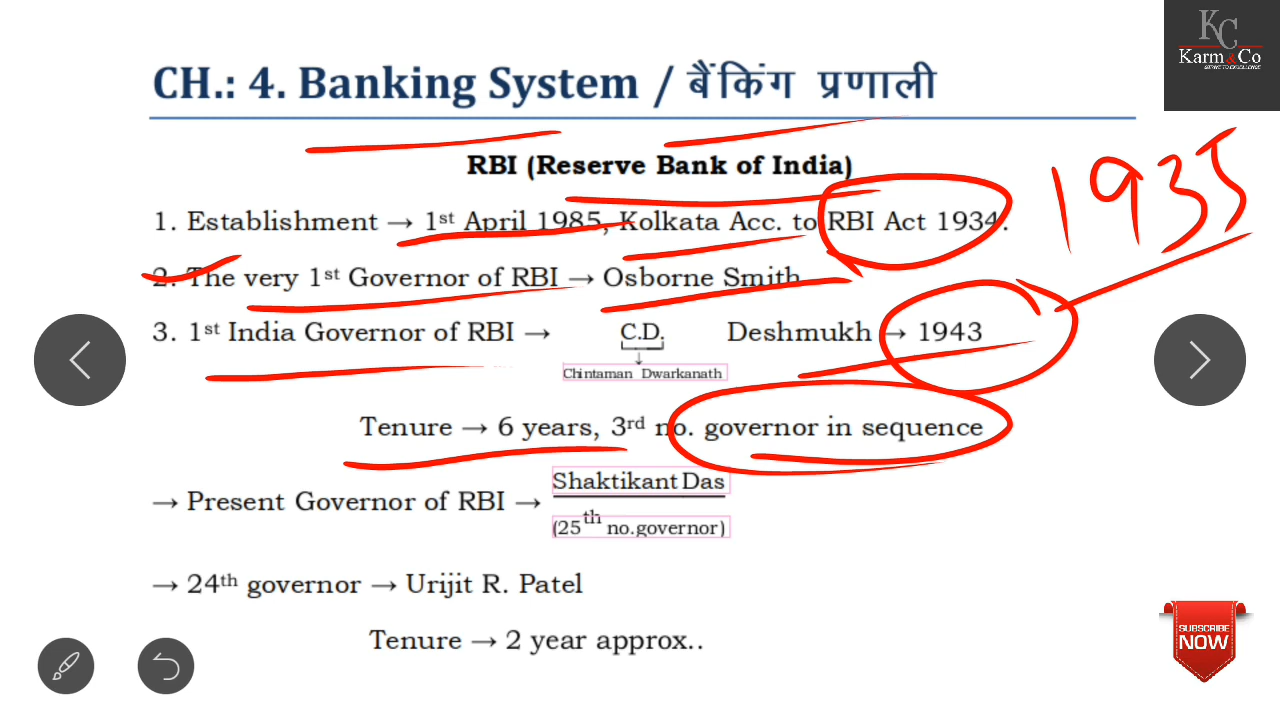 KC
Karm&Co
CH.: 4. Banking System / बैंकिंग प्रणाली
RBI (Reserve Bank of India)
1935
1. Establishment → 1st April 1985, Kolkata Acc. to RBI Act 1934.
2. The very 1st Governor of RBI → Osborne Smith
3. 1st India Governor of RBI → C.D. Deshmukh → 1943
Chintaman Dwarkanath
Tenure → 6 years, 3rd no. governor in sequence
→ Present Governor of RBI → Shaktikant Das
(25th no.governor)
→ 24th governor → Urijit R. Patel
Tenure → 2 year approx..
SUBSCRIBE
NOW